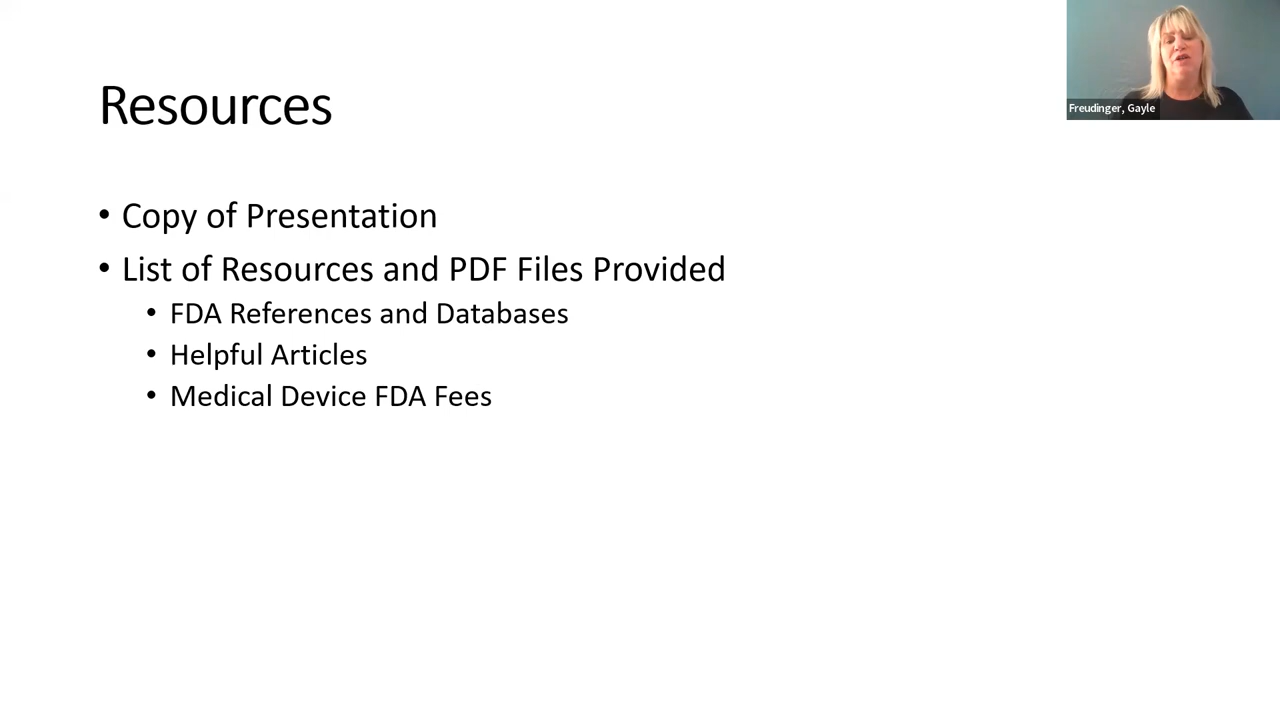 Resources
Freudinger, Gayle
• Copy of Presentation
• List of Resources and PDF Files Provided
• FDA References and Databases
• Helpful Articles
• Medical Device FDA Fees